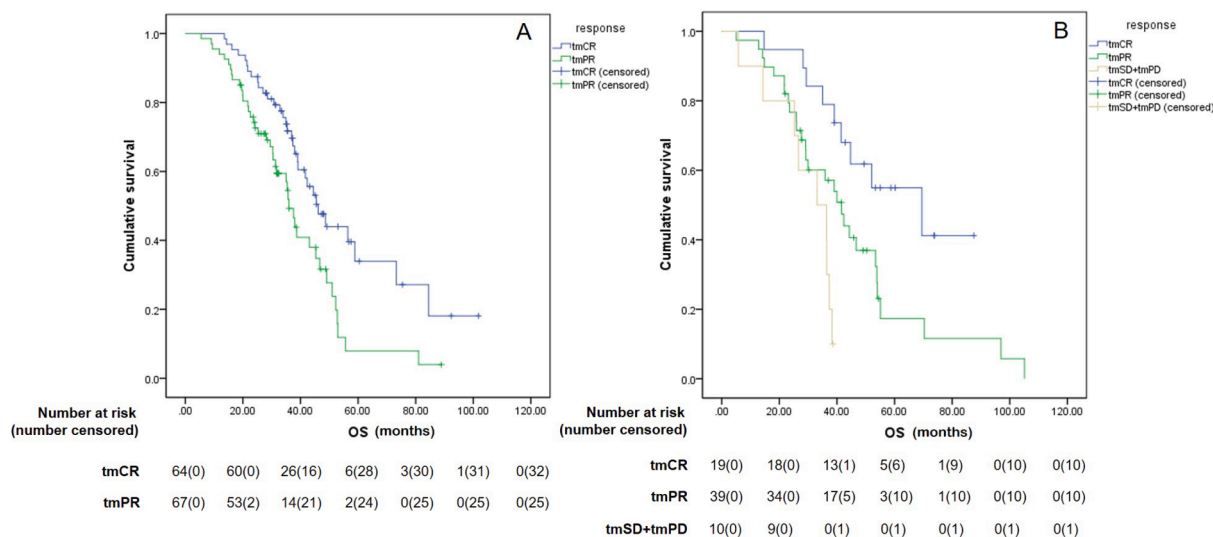 A
response
tmCR
tmPR
tmCR (censored)
tmPR (censored)
Cumulative survival
1.0
0.8
0.6
0.4
0.2
0.0
.00 20.00 40.00 60.00 80.00 100.00 120.00
OS (months)
Number at risk
(number censored)
tmCR 64(0) 60(0) 26(16) 6(28) 3(30) 1(31) 0(32)
tmPR 67(0) 53(2) 14(21) 2(24) 0(25) 0(25) 0(25)
B
response
tmCR
tmPR
tmSD+tmPD
tmCR (censored)
tmPR (censored)
tmSD+tmPD (censored)
Cumulative survival
1.0
0.8
0.6
0.4
0.2
0.0
.00 20.00 40.00 60.00 80.00 100.00 120.00
OS (months)
Number at risk
(number censored)
tmCR 19(0) 18(0) 13(1) 5(6) 1(9) 0(10) 0(10)
tmPR 39(0) 34(0) 17(5) 3(10) 1(10) 0(10) 0(10)
tmSD+tmPD 10(0) 9(0) 0(1) 0(1) 0(1) 0(1) 0(1)